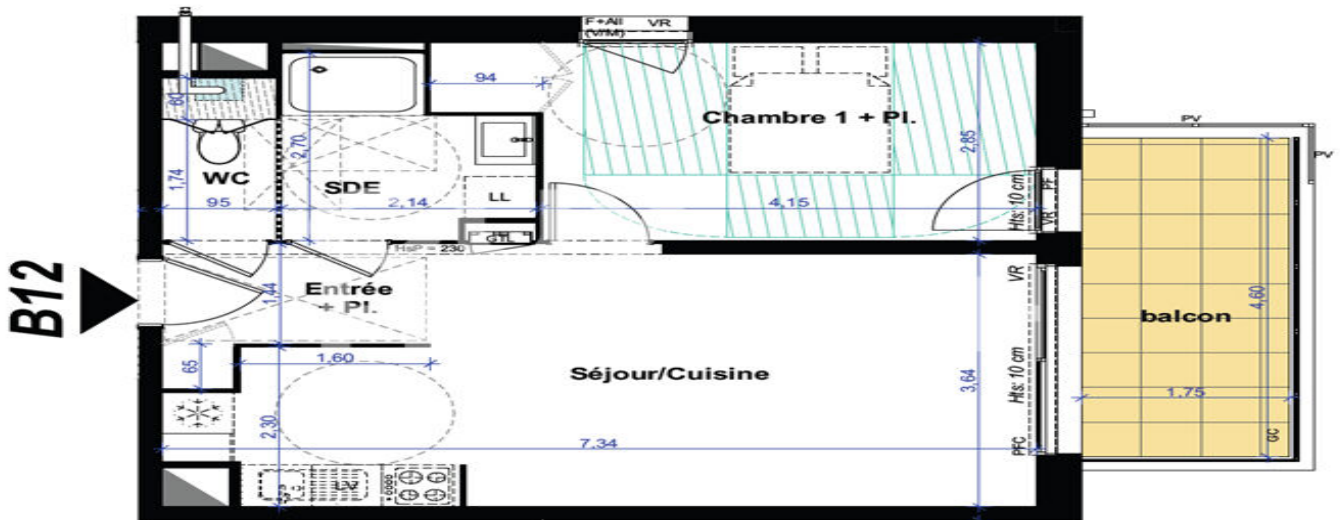 F+All VR
(V/M)
PV
94
Chambre 1 + Pl.
60
2,70
2,85
PV
1,74
WC
SDE
LL
95
2,14
4,15
Hts: 10 cm
PF
VR
GTL
HsP = 230
B12
Entrée
+ Pl.
1,44
VR
4,60
balcon
65
1,60
Séjour/Cuisine
Hts: 10 cm
3,64
1,75
2,30
7,34
PFC
GC
LV